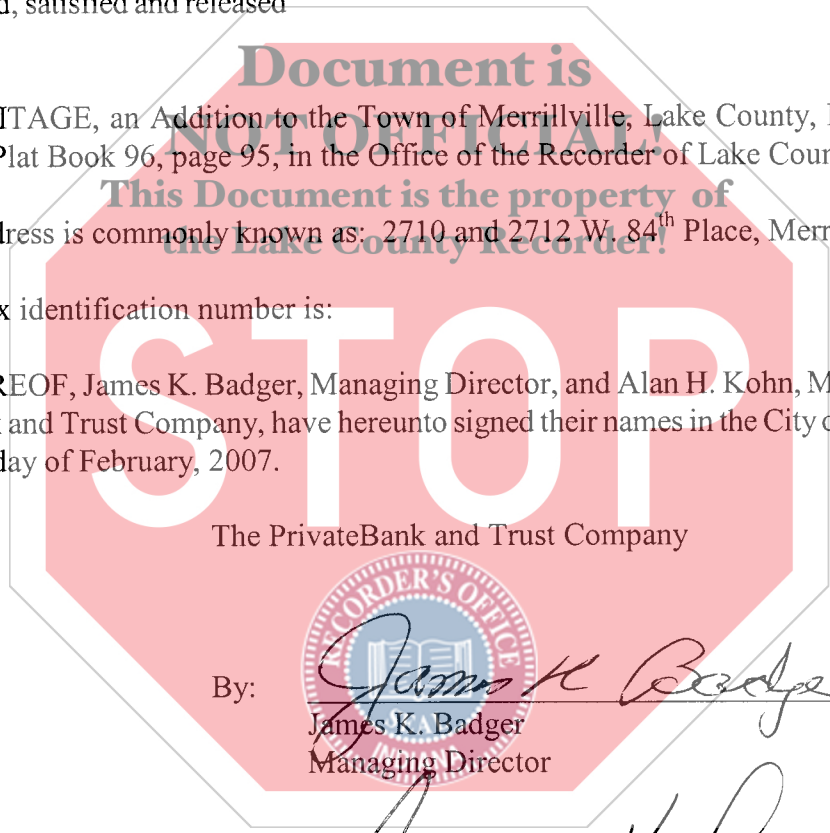 d, satisfied and released
Document is
ITAGE, an Addition to the Town of Merrillville, Lake County,
NOT OFFICIAL!
Plat Book 96, page 95, in the Office of the Recorder of Lake Coun
This Document is the property of
dress is commonly known as: 2710 and 2712 W. 84th Place, Merr
the Lake County Recorder!
x identification number is:
STOP
REOF, James K. Badger, Managing Director, and Alan H. Kohn, M
and Trust Company, have hereunto signed their names in the City
day of February, 2007.
The PrivateBank and Trust Company
RECORDER'S OFFICE
By: James K Badger
James K. Badger
Managing Director
INDIANA